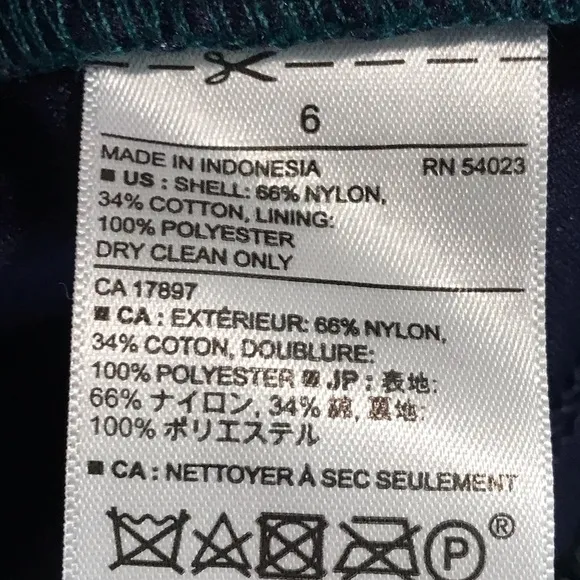 6
MADE IN INDONESIA RN 54023
■ US : SHELL: 66% NYLON,
34% COTTON, LINING:
100% POLYESTER
DRY CLEAN ONLY
CA 17897
■ CA : EXTÉRIEUR: 66% NYLON,
34% COTON, DOUBLURE:
100% POLYESTER ■ JP : 表地:
66% ナイロン, 34% 綿, 裏地:
100% ポリエステル
■ CA : NETTOYER À SEC SEULEMENT
P ®